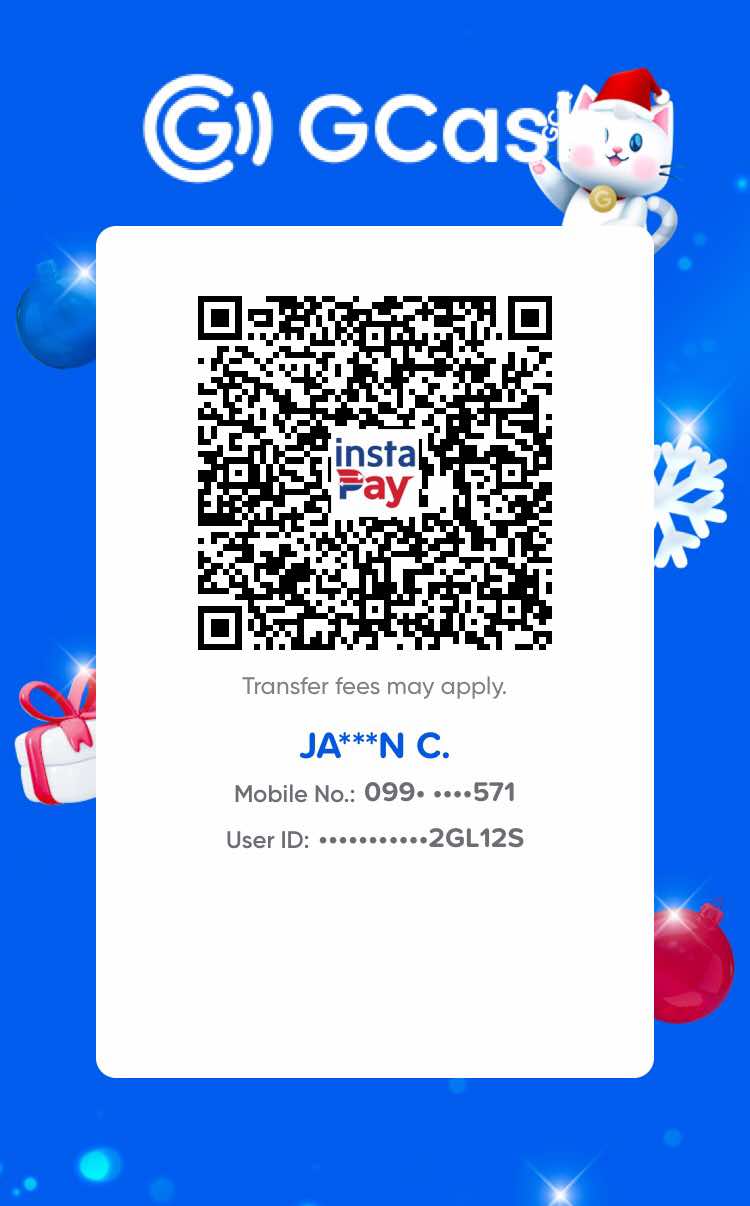 GCash
insta
Pay
Transfer fees may apply.
JA***N C.
Mobile No.: 099• ••••571
User ID: •••••••••••2GL12S